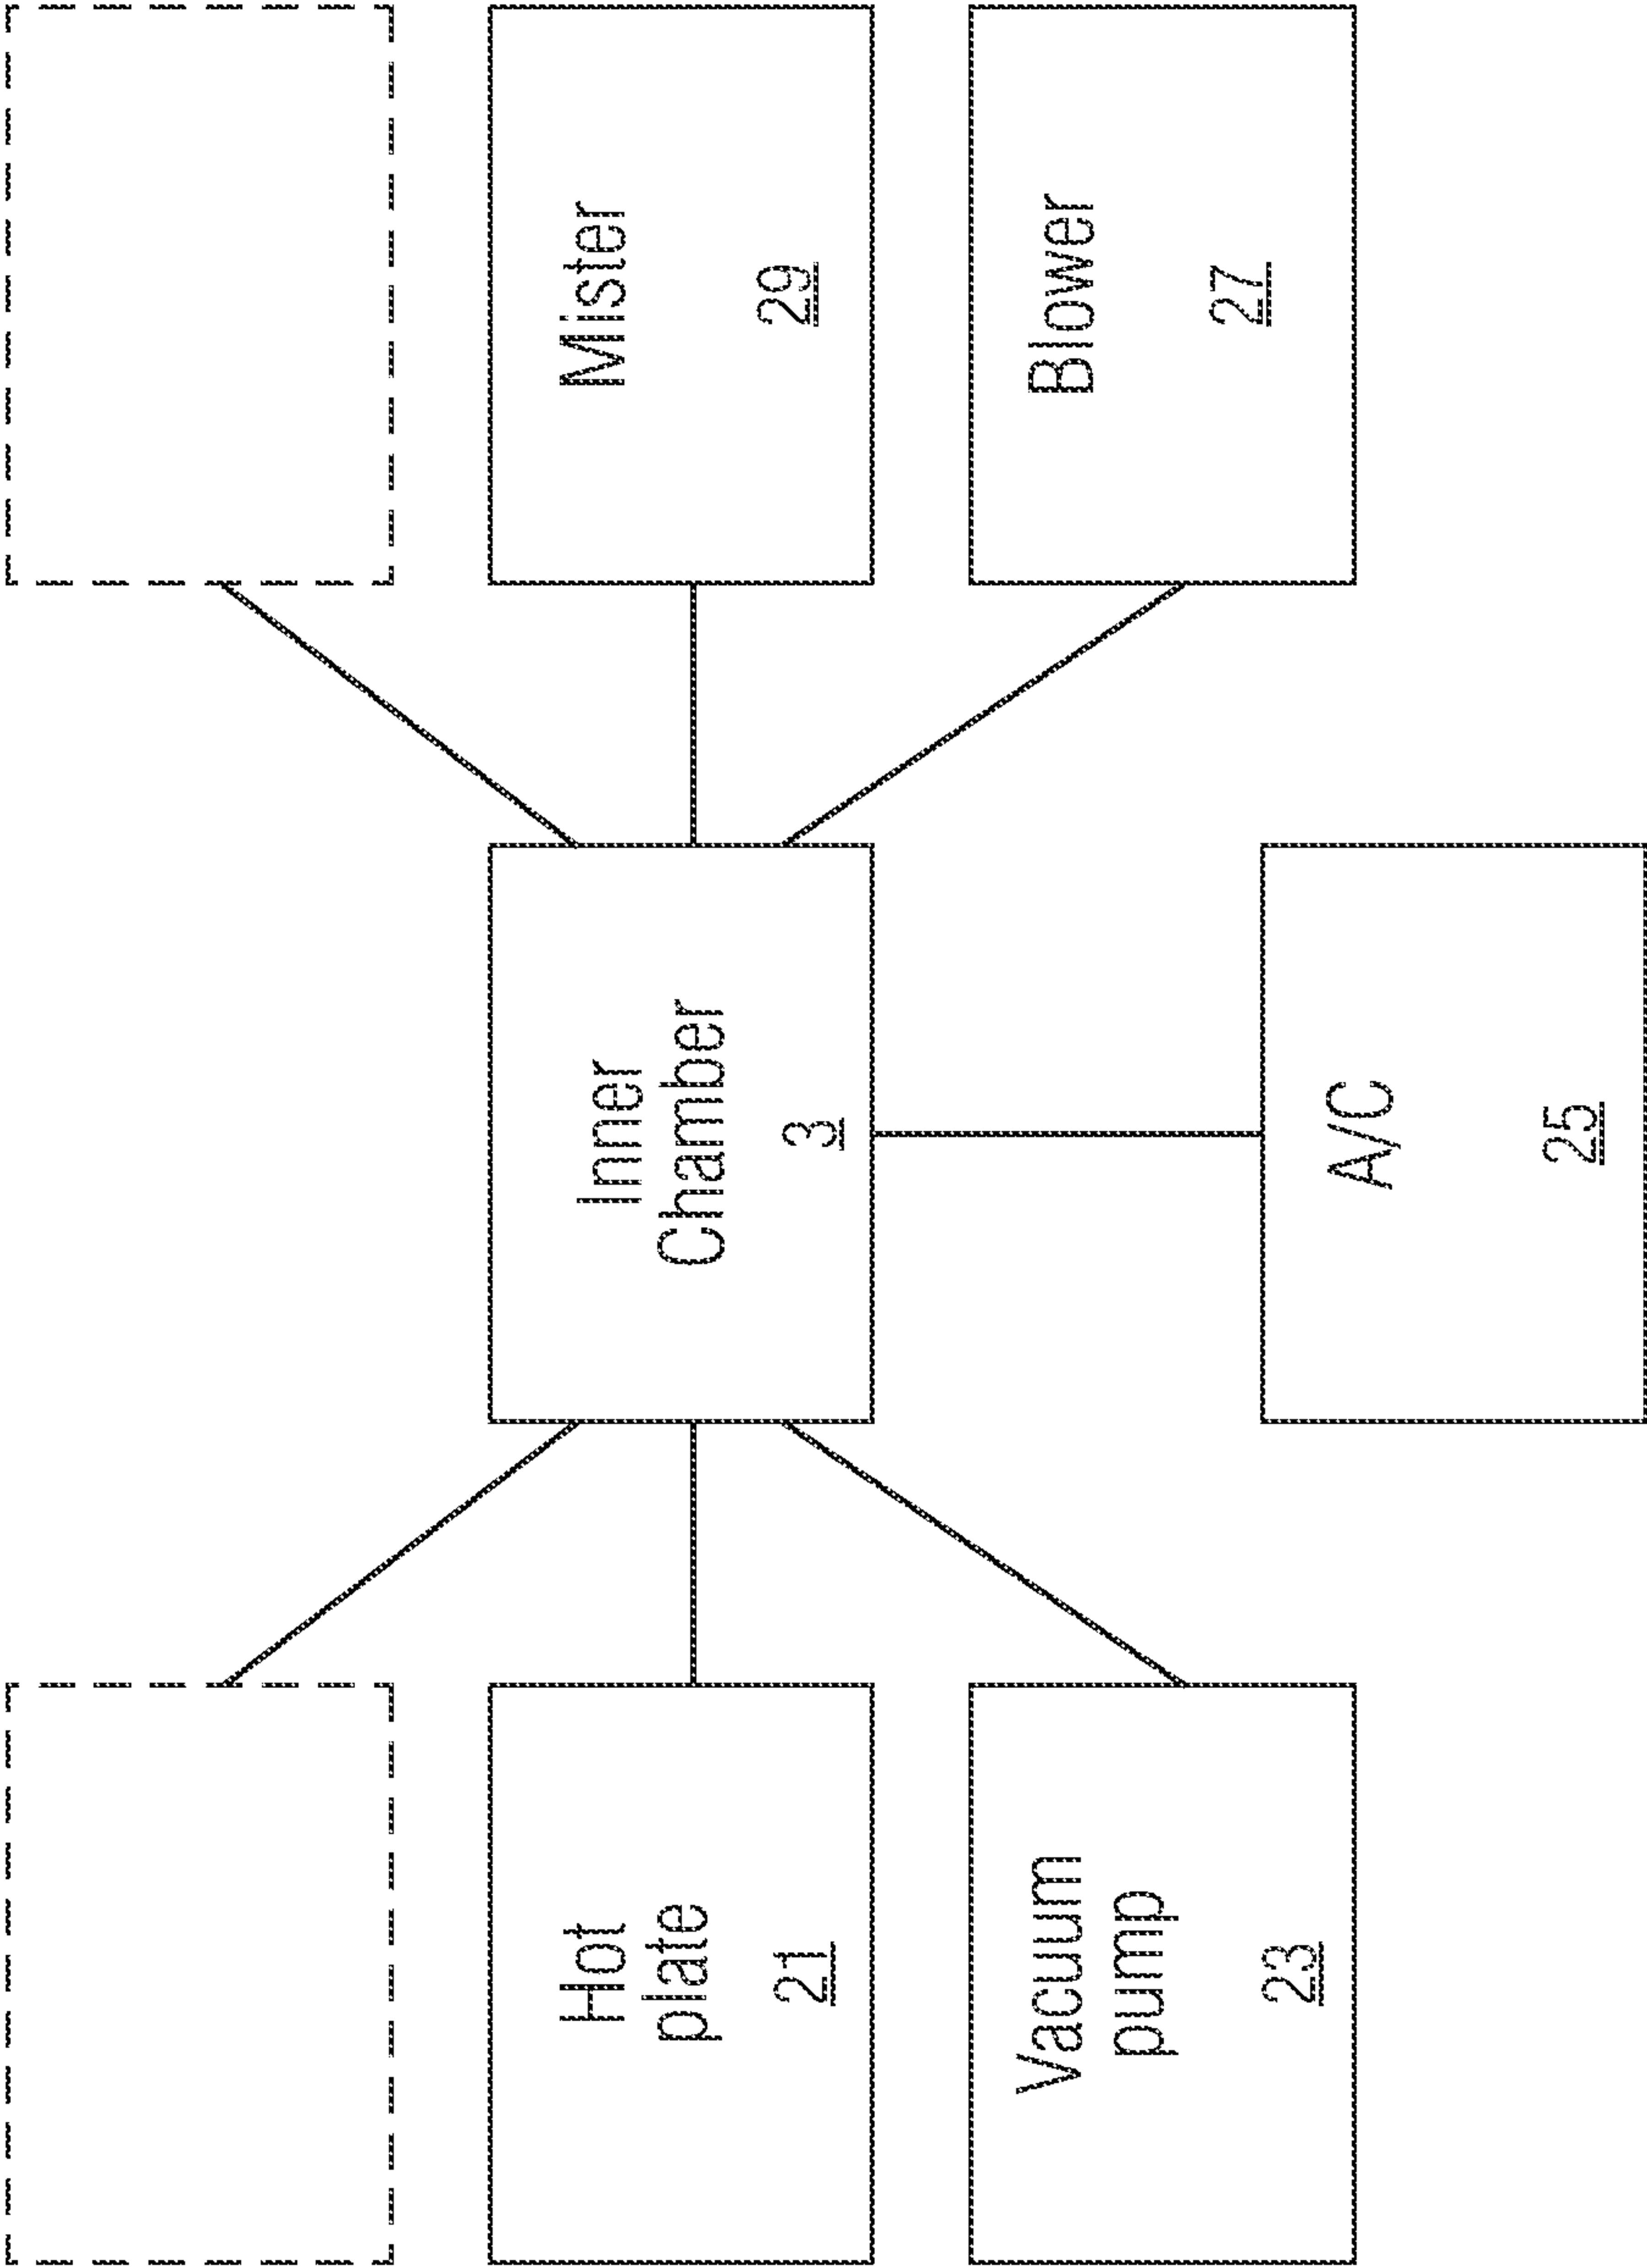 Hot
plate
21
Inner
Chamber
3
Mister
29
Vacuum
pump
23
Blower
27
A/C
25